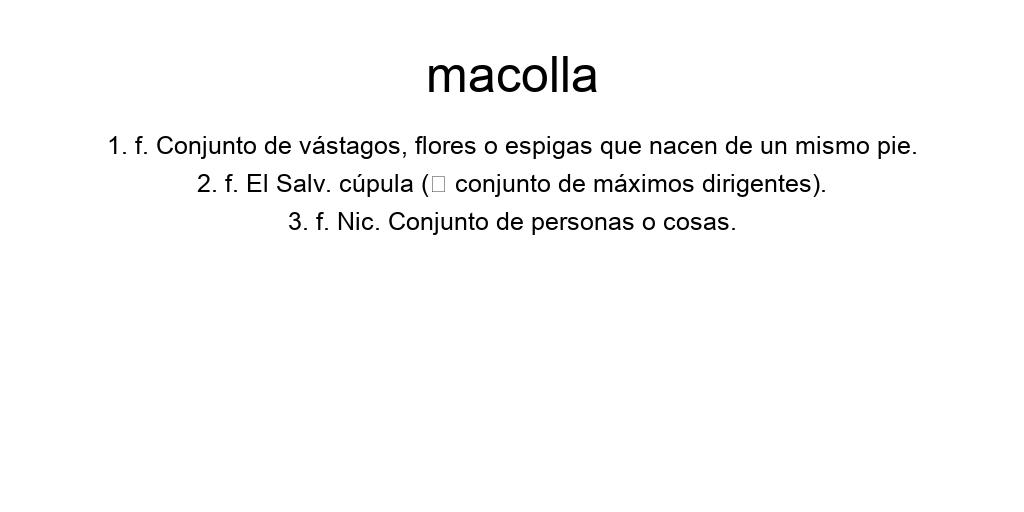 macolla
1. f. Conjunto de vástagos, flores o espigas que nacen de un mismo pie.
2. f. El Salv. cúpula (□ conjunto de máximos dirigentes).
3. f. Nic. Conjunto de personas o cosas.